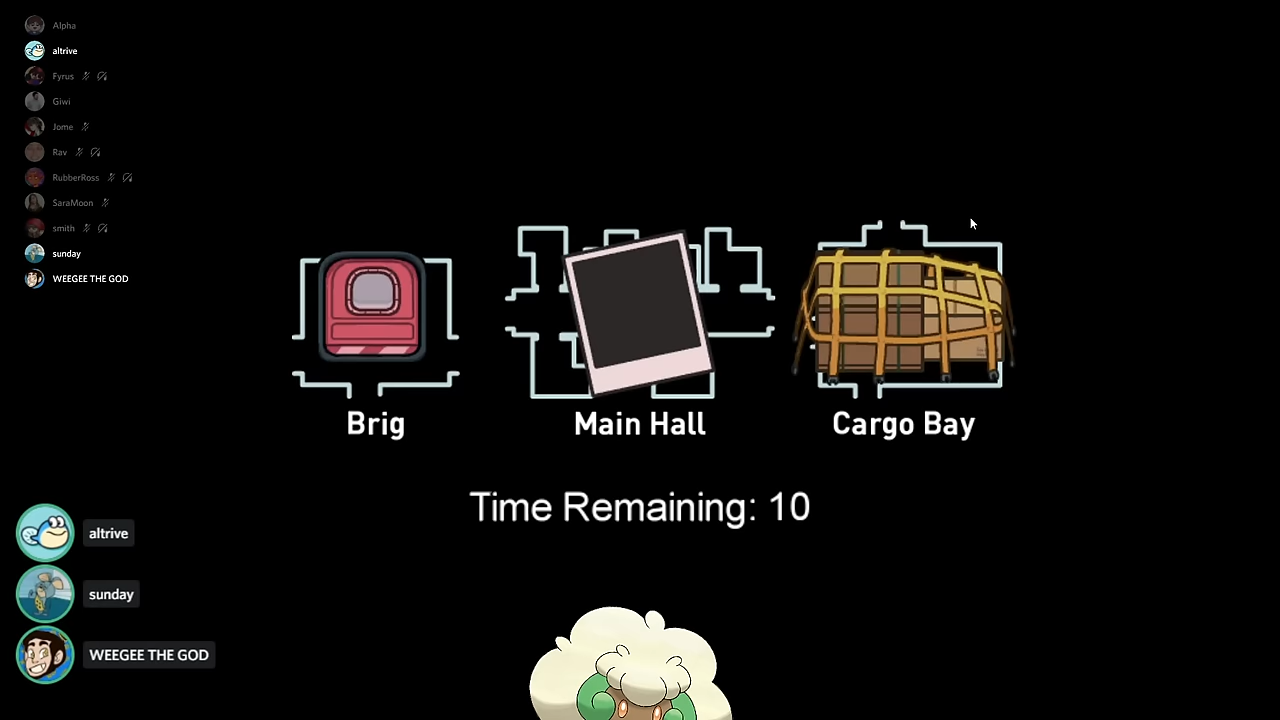 Alpha
altrive
Fyrus
Giwi
Jome
Rav
RubberRoss
SaraMoon
smith
sunday
WEEGEE THE GOD
Brig
Main Hall
Cargo Bay
Time Remaining: 10
altrive
sunday
WEEGEE THE GOD